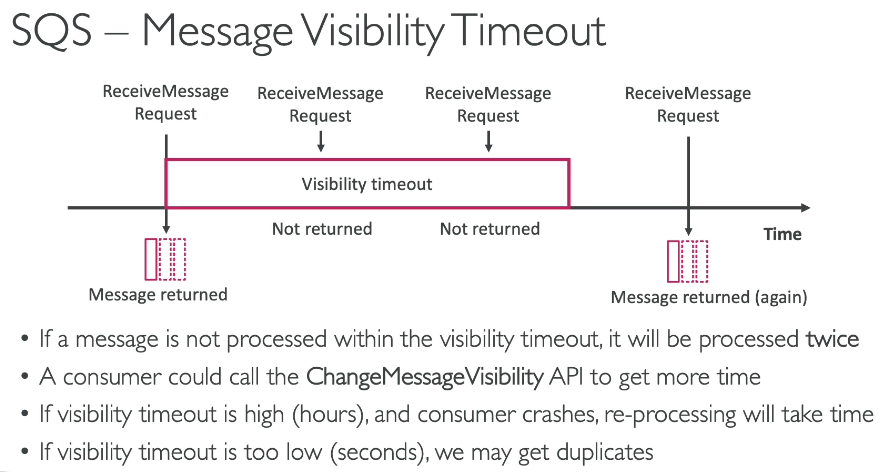 SQS – Message Visibility Timeout
ReceiveMessage
Request
ReceiveMessage
Request
ReceiveMessage
Request
ReceiveMessage
Request
Visibility timeout
Not returned
Not returned
Time
Message returned
Message returned (again)
• If a message is not processed within the visibility timeout, it will be processed twice
• A consumer could call the ChangeMessageVisibility API to get more time
• If visibility timeout is high (hours), and consumer crashes, re-processing will take time
• If visibility timeout is too low (seconds), we may get duplicates